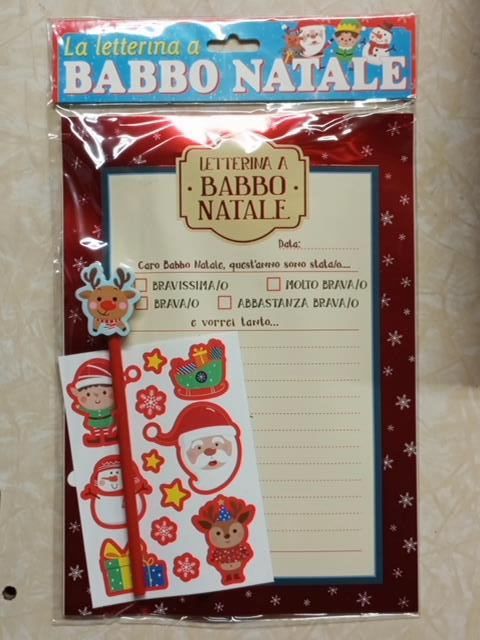 La letterina a
BABBO NATALE
LETTERINA A
• BABBO •
NATALE
Data:
Caro Babbo Natale, quest'anno sono stata/o....
BRAVISSIMA/O MOLTO BRAVA/O
BRAVA/O ABBASTANZA BRAVA/O
e vorrei tanto...